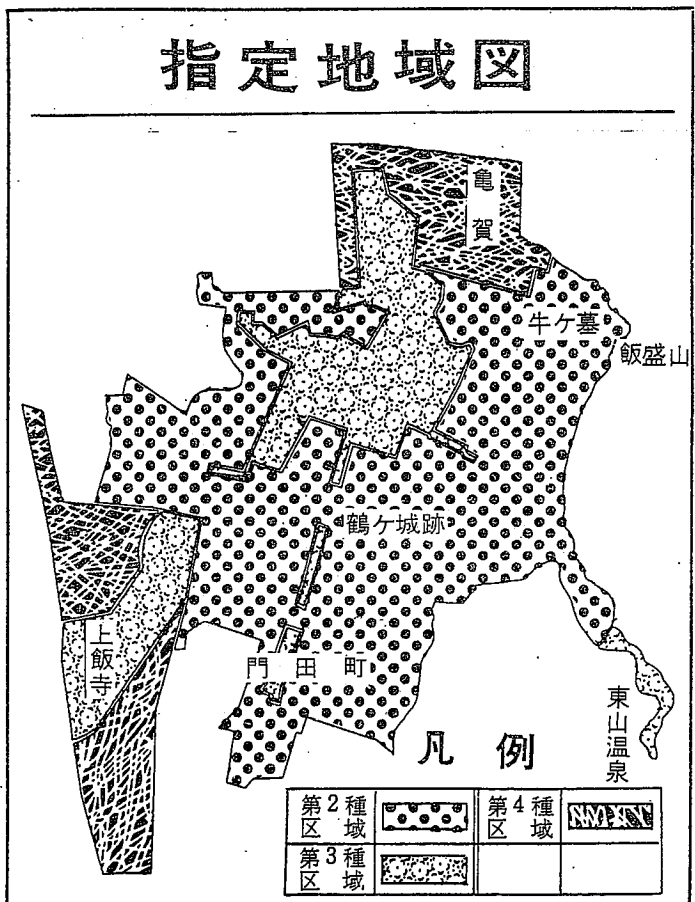 指定地域図
亀賀
牛ケ墓
飯盛山
鶴ケ城跡
上飯寺
門田町
東山温泉
凡例
第2種区域
第4種区域
第3種区域